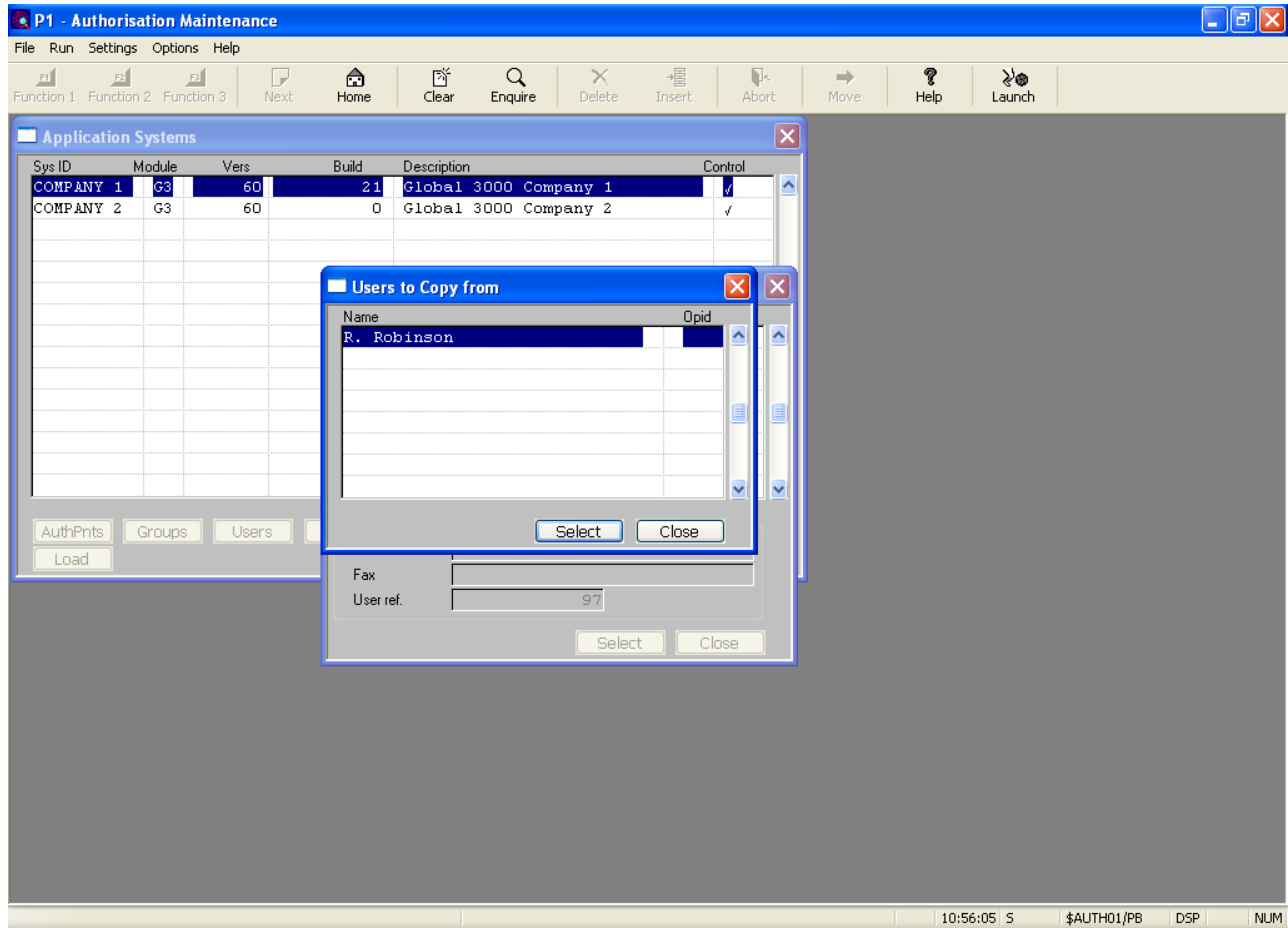 P1 - Authorisation Maintenance
File Run Settings Options Help
F1 F2 F3
Function 1 Function 2 Function 3 Next Home Clear Enquire Delete Insert Abort Move Help Launch
Application Systems
Sys ID Module Vers Build Description Control
COMPANY 1 G3 60 21 Global 3000 Company 1 √
COMPANY 2 G3 60 0 Global 3000 Company 2 √
Users to Copy from
Name Opid
R. Robinson
Select Close
AuthPnts Groups Users
Load
Fax
User ref. 97
Select Close
10:56:05 S $AUTH01/PB DSP NUM